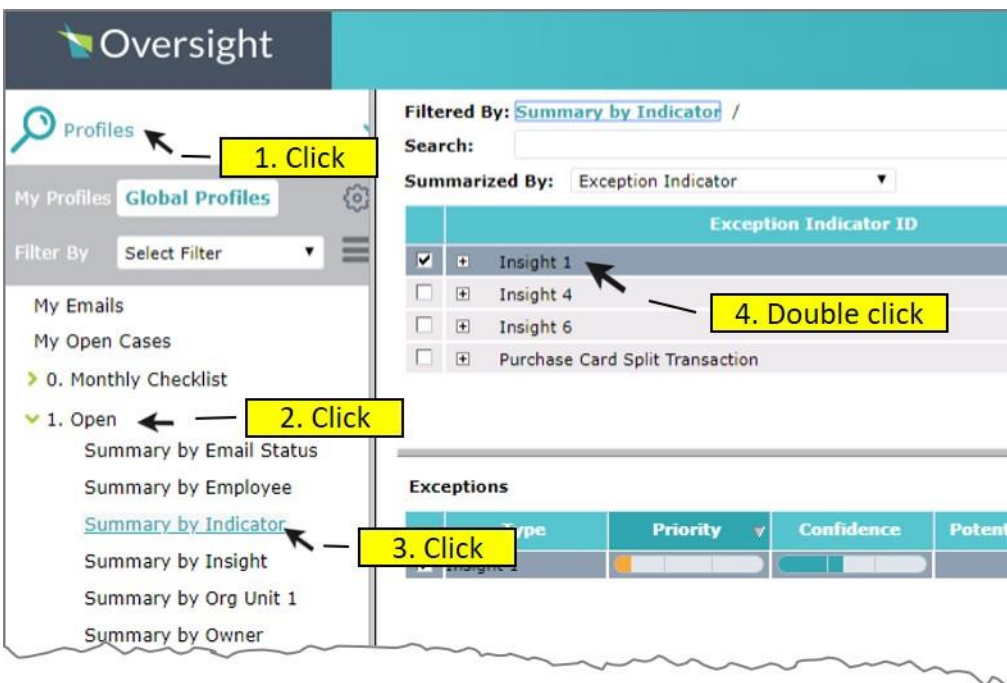 Oversight
Profiles
1. Click
My Profiles Global Profiles
Filter By Select Filter
My Emails
My Open Cases
0. Monthly Checklist
1. Open
2. Click
Summary by Email Status
Summary by Employee
Summary by Indicator
3. Click
Summary by Insight
Summary by Org Unit 1
Summary by Owner
Filtered By: Summary by Indicator /
Search:
Summarized By: Exception Indicator
Exception Indicator ID
Insight 1
Insight 4
4. Double click
Insight 6
Purchase Card Split Transaction
Exceptions
Priority Confidence